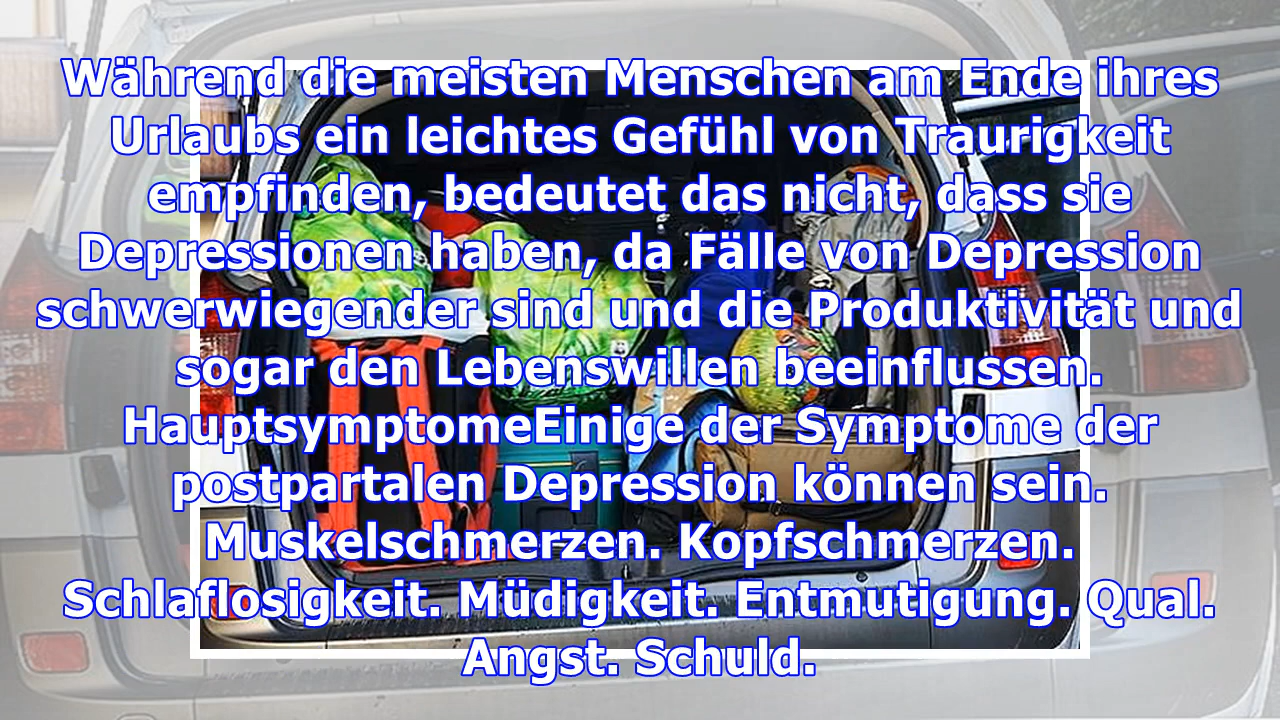 Während die meisten Menschen am Ende ihres
Urlaubs ein leichtes Gefühl von Traurigkeit
empfinden, bedeutet das nicht, dass sie
Depressionen haben, da Fälle von Depression
schwerwiegender sind und die Produktivität und
sogar den Lebenswillen beeinflussen.
HauptsymptomeEinige der Symptome der
postpartalen Depression können sein.
Muskelschmerzen. Kopfschmerzen.
Schlaflosigkeit. Müdigkeit. Entmutigung. Qual.
Angst. Schuld.